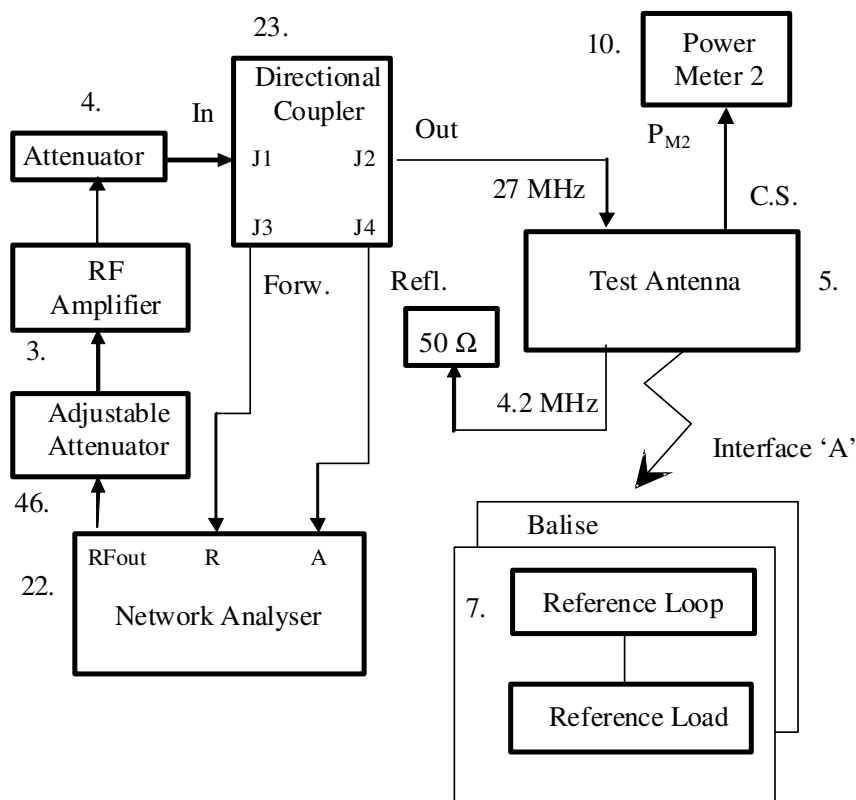 23.
Directional
Coupler
J1
J2
J3
J4
10.
Power
Meter 2
4.
Attenuator
In
Out
P_M2
C.S.
27 MHz
RF
Amplifier
3.
Forw.
Refl.
50 Ω
Test Antenna
5.
4.2 MHz
Adjustable
Attenuator
46.
Interface ‘A’
RFout
R
A
22.
Network Analyser
Balise
7.
Reference Loop
Reference Load